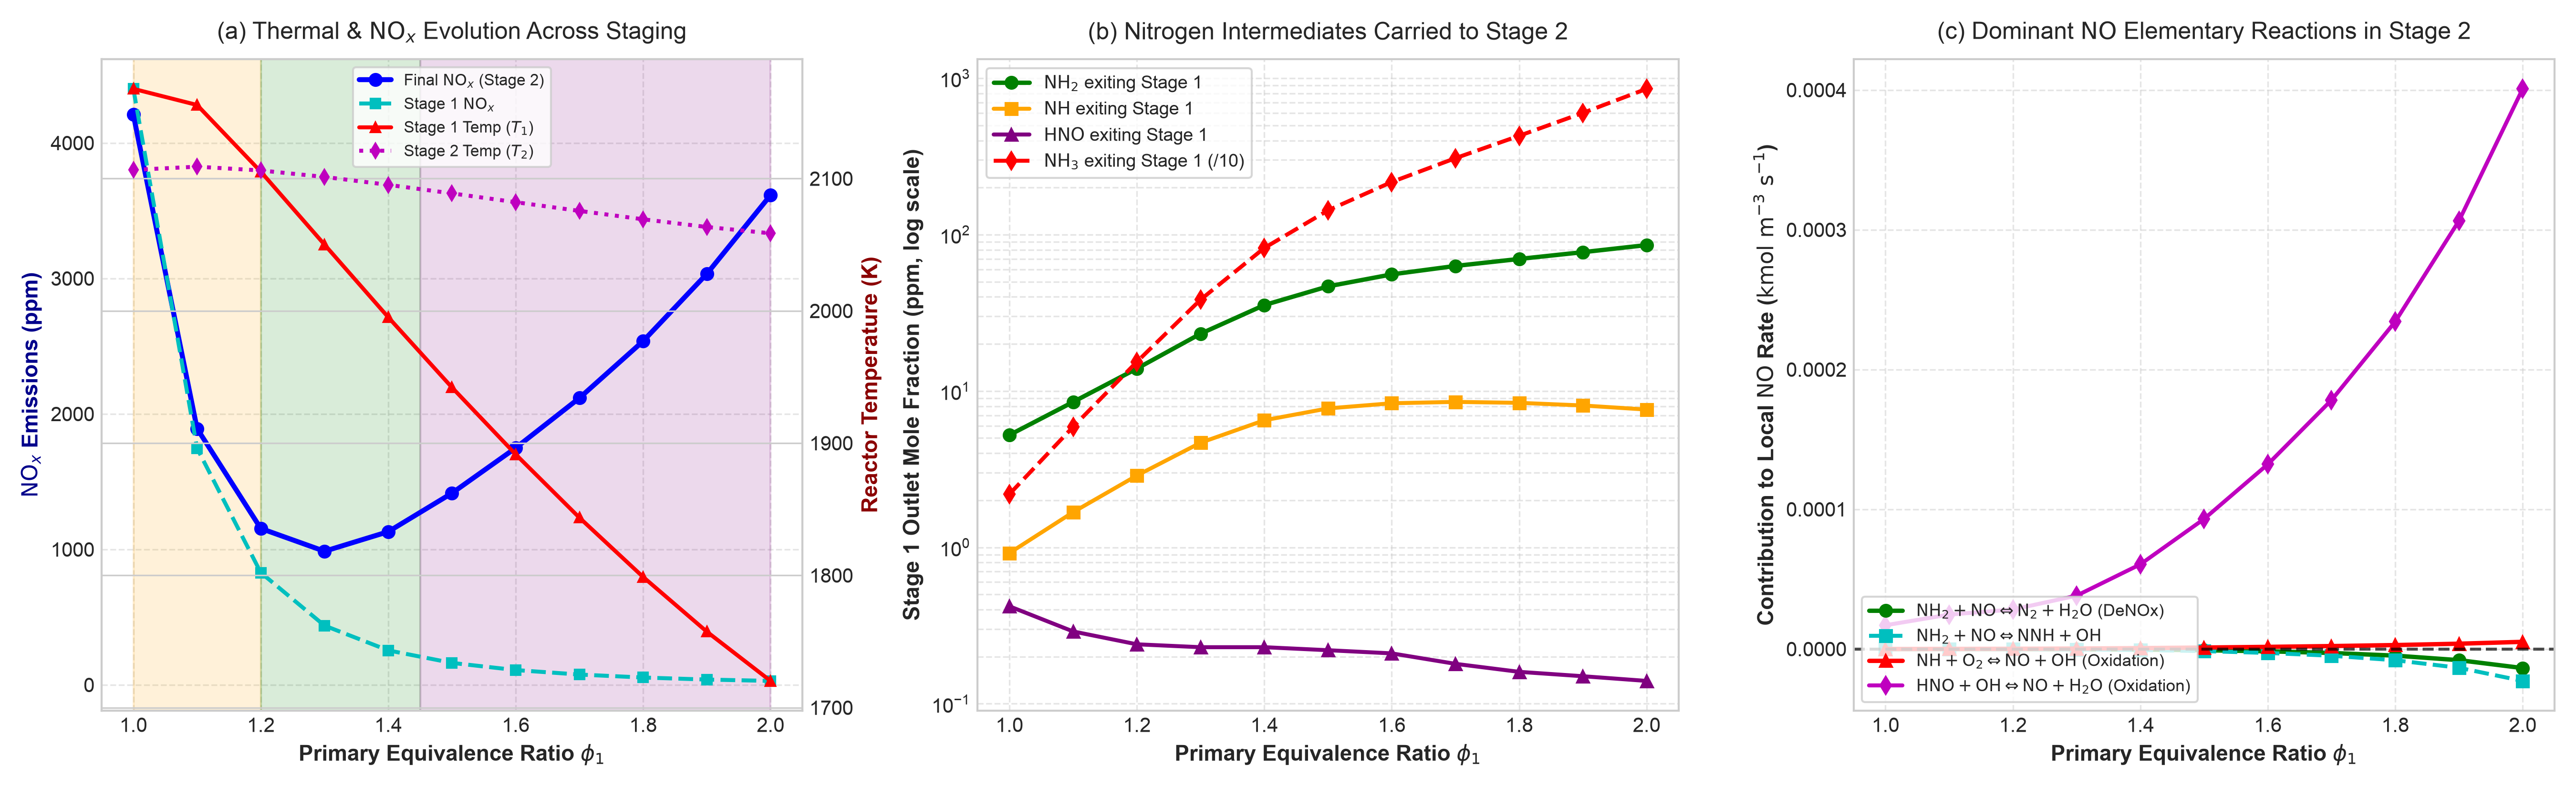 (a) Thermal & NOₓ Evolution Across Staging
Final NOₓ (Stage 2)
Stage 1 NOₓ
Stage 1 Temp (T₁)
Stage 2 Temp (T₂)
NOₓ Emissions (ppm)
4000
3000
2000
1000
0
1.0 1.2 1.4 1.6 1.8 2.0
Primary Equivalence Ratio ϕ₁
2100
2000
1900
1800
1700
Reactor Temperature (K)
(b) Nitrogen Intermediates Carried to Stage 2
NH₂ exiting Stage 1
NH exiting Stage 1
HNO exiting Stage 1
NH₃ exiting Stage 1 (/10)
Stage 1 Outlet Mole Fraction (ppm, log scale)
10³
10²
10¹
10⁰
10⁻¹
1.0 1.2 1.4 1.6 1.8 2.0
Primary Equivalence Ratio ϕ₁
(c) Dominant NO Elementary Reactions in Stage 2
Contribution to Local NO Rate (kmol m⁻³ s⁻¹)
0.0004
0.0003
0.0002
0.0001
0.0000
NH₂ + NO ⇔ N₂ + H₂O (DeNOx)
NH₂ + NO ⇔ NNH + OH
NH + O₂ ⇔ NO + OH (Oxidation)
HNO + OH ⇔ NO + H₂O (Oxidation)
1.0 1.2 1.4 1.6 1.8 2.0
Primary Equivalence Ratio ϕ₁